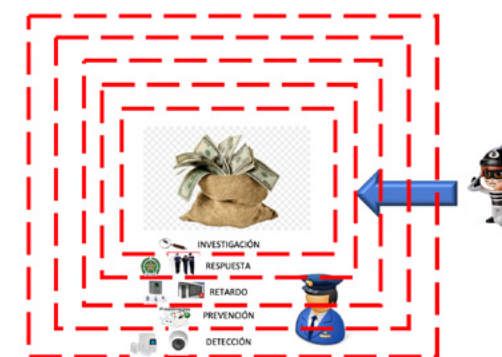 INVESTIGACIÓN
RESPUESTA
RETARDO
PREVENCIÓN
DETECCIÓN